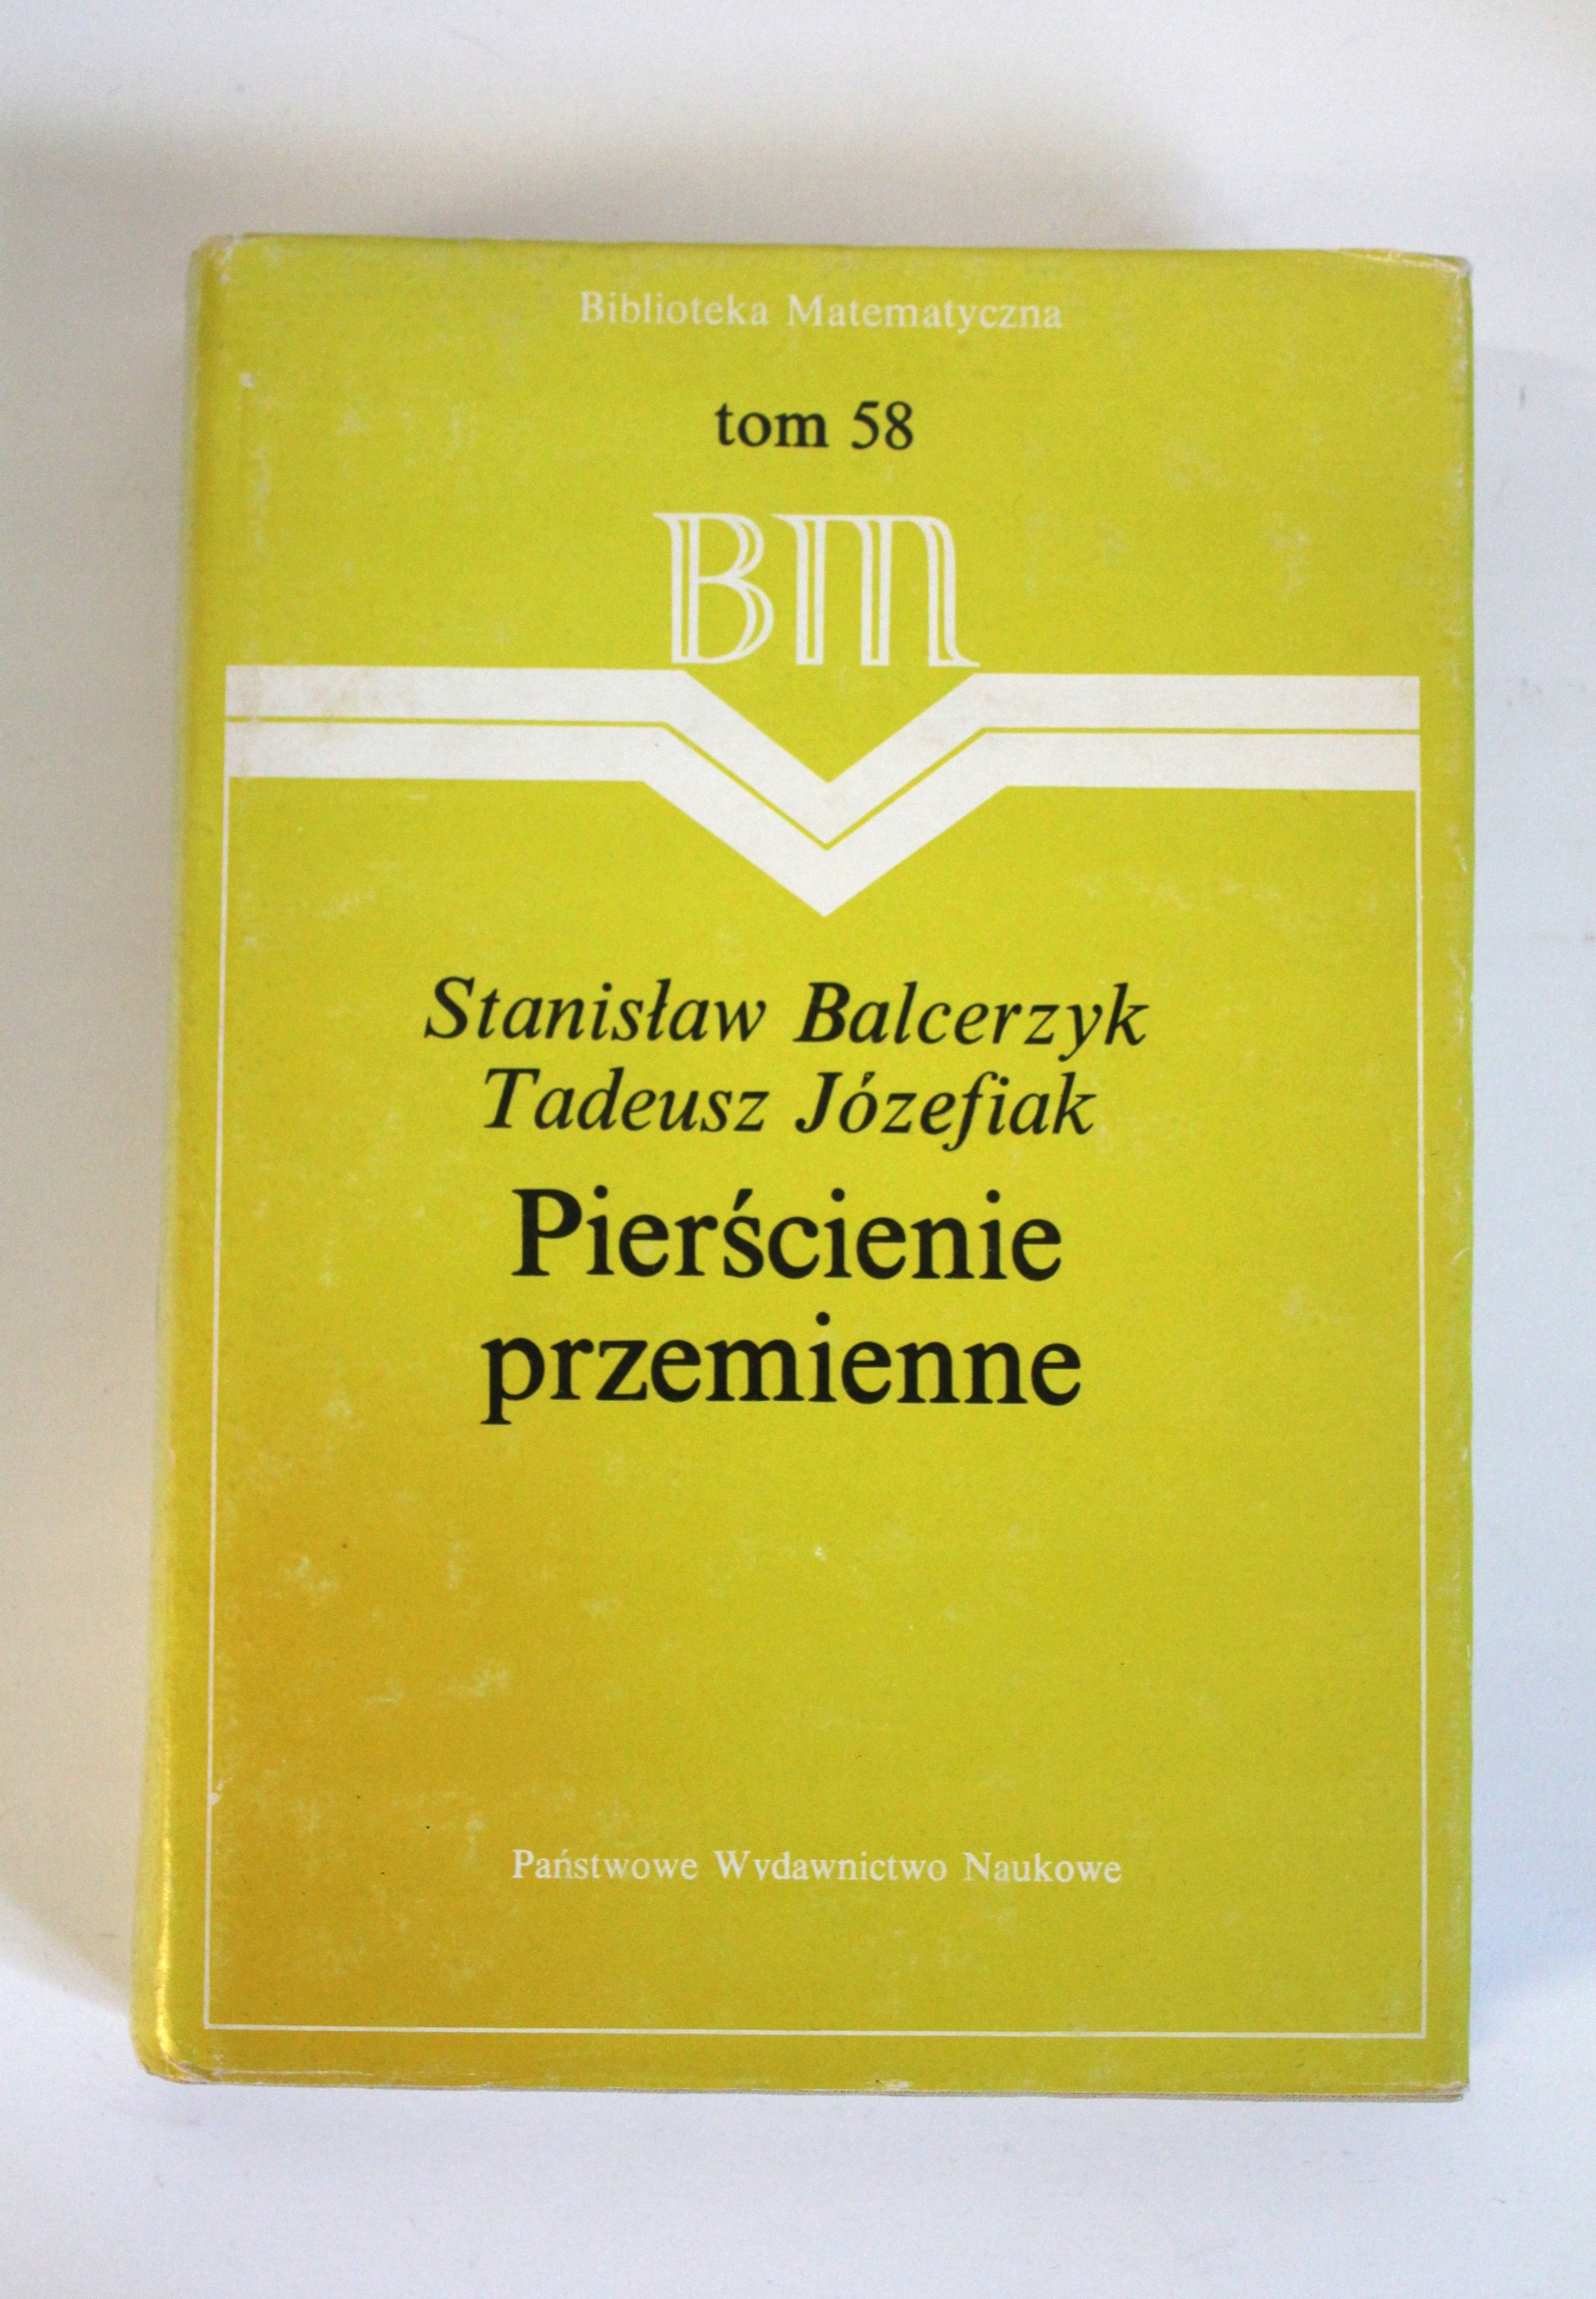 Biblioteka Matematyczna
tom 58
BM
Stanisław Balcerzyk
Tadeusz Józefiak
Pierścienie
przemienne
Państwowe Wydawnictwo Naukowe